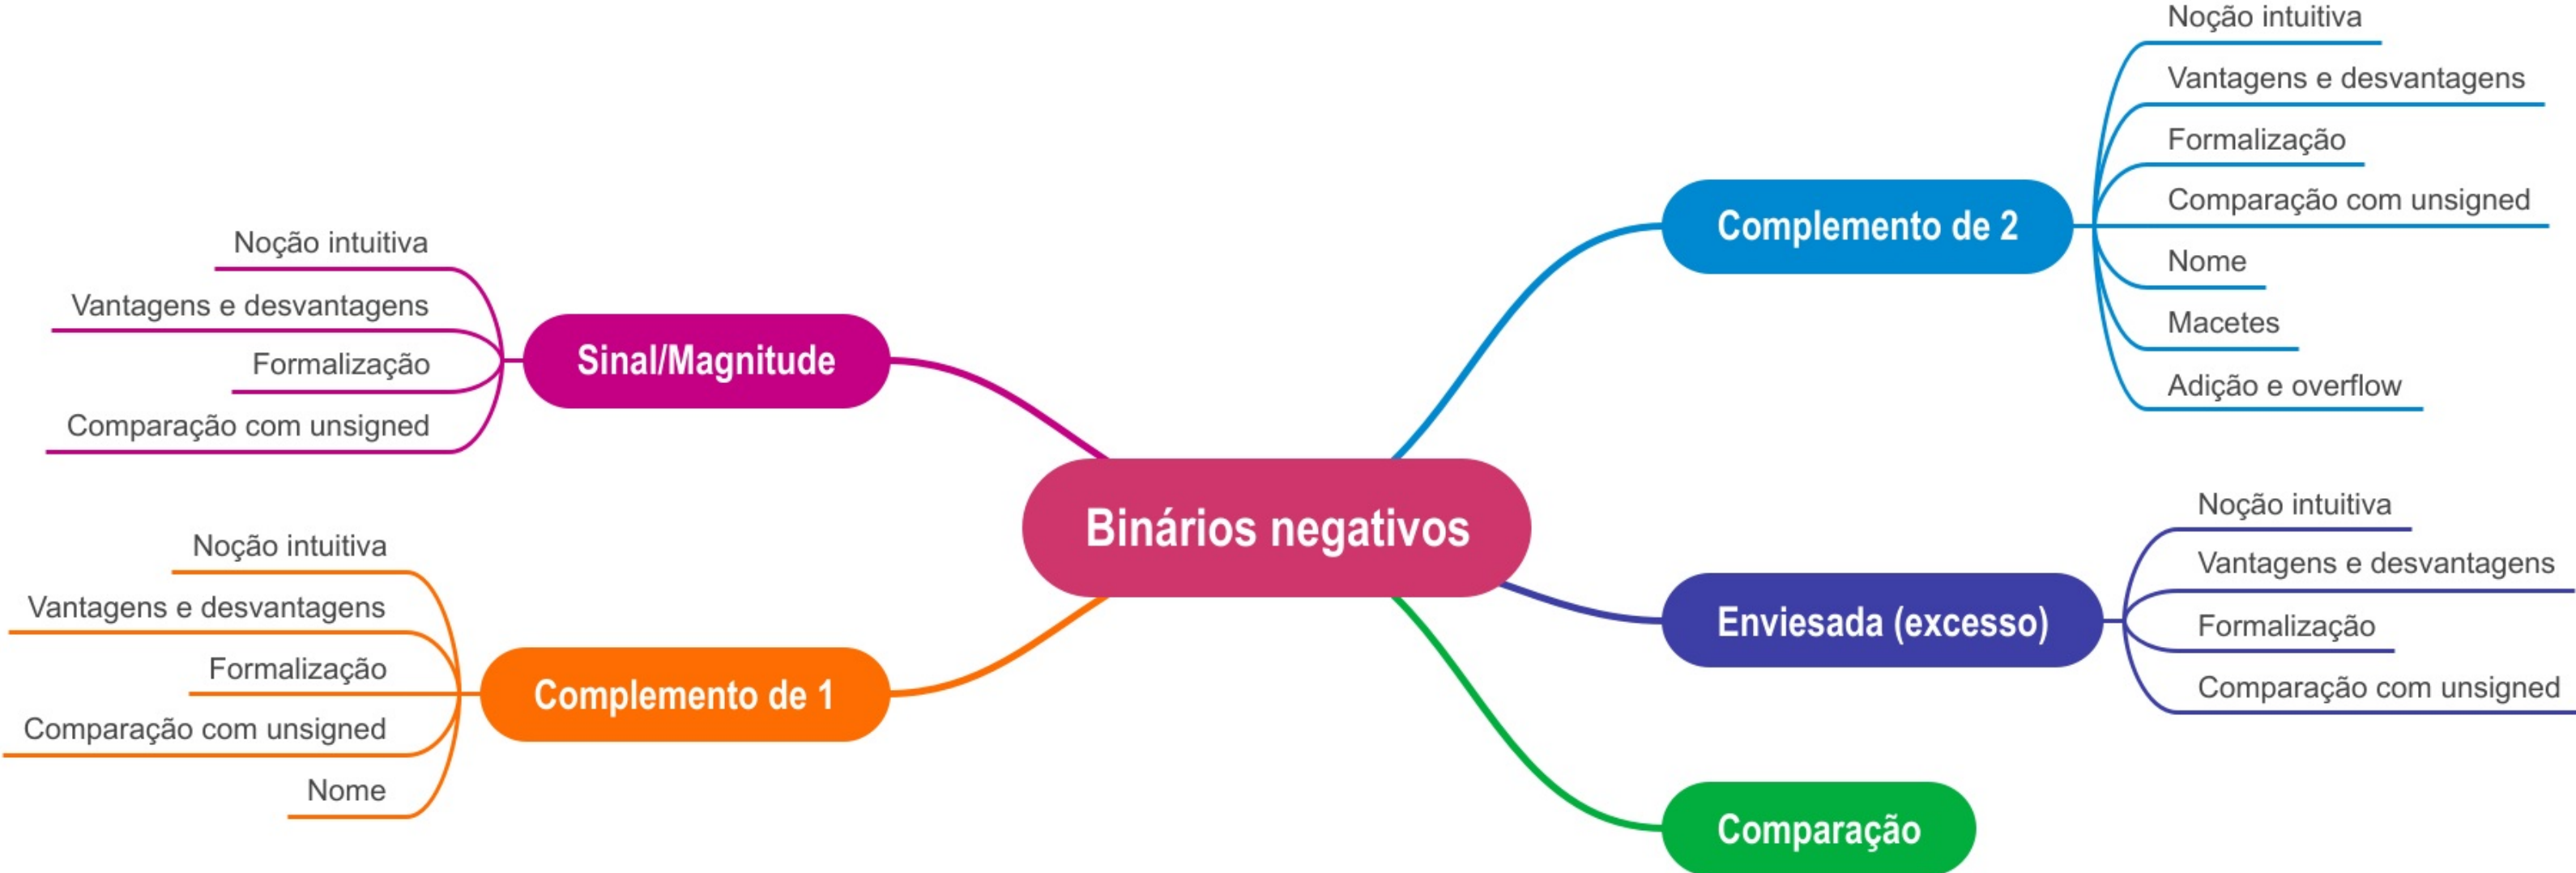 Binários negativos
Sinal/Magnitude
Noção intuitiva
Vantagens e desvantagens
Formalização
Comparação com unsigned
Complemento de 1
Noção intuitiva
Vantagens e desvantagens
Formalização
Comparação com unsigned
Nome
Complemento de 2
Noção intuitiva
Vantagens e desvantagens
Formalização
Comparação com unsigned
Nome
Macetes
Adição e overflow
Enviesada (excesso)
Noção intuitiva
Vantagens e desvantagens
Formalização
Comparação com unsigned
Comparação